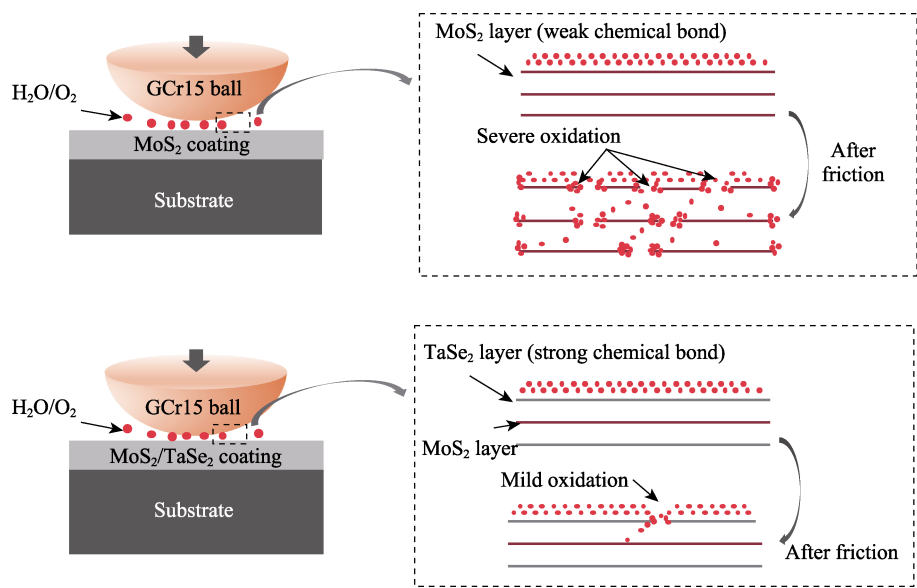 GCr15 ball
H₂O/O₂
MoS₂ coating
Substrate
MoS₂ layer (weak chemical bond)
Severe oxidation
After
friction
GCr15 ball
H₂O/O₂
MoS₂/TaSe₂ coating
Substrate
TaSe₂ layer (strong chemical bond)
MoS₂ layer
Mild oxidation
After friction